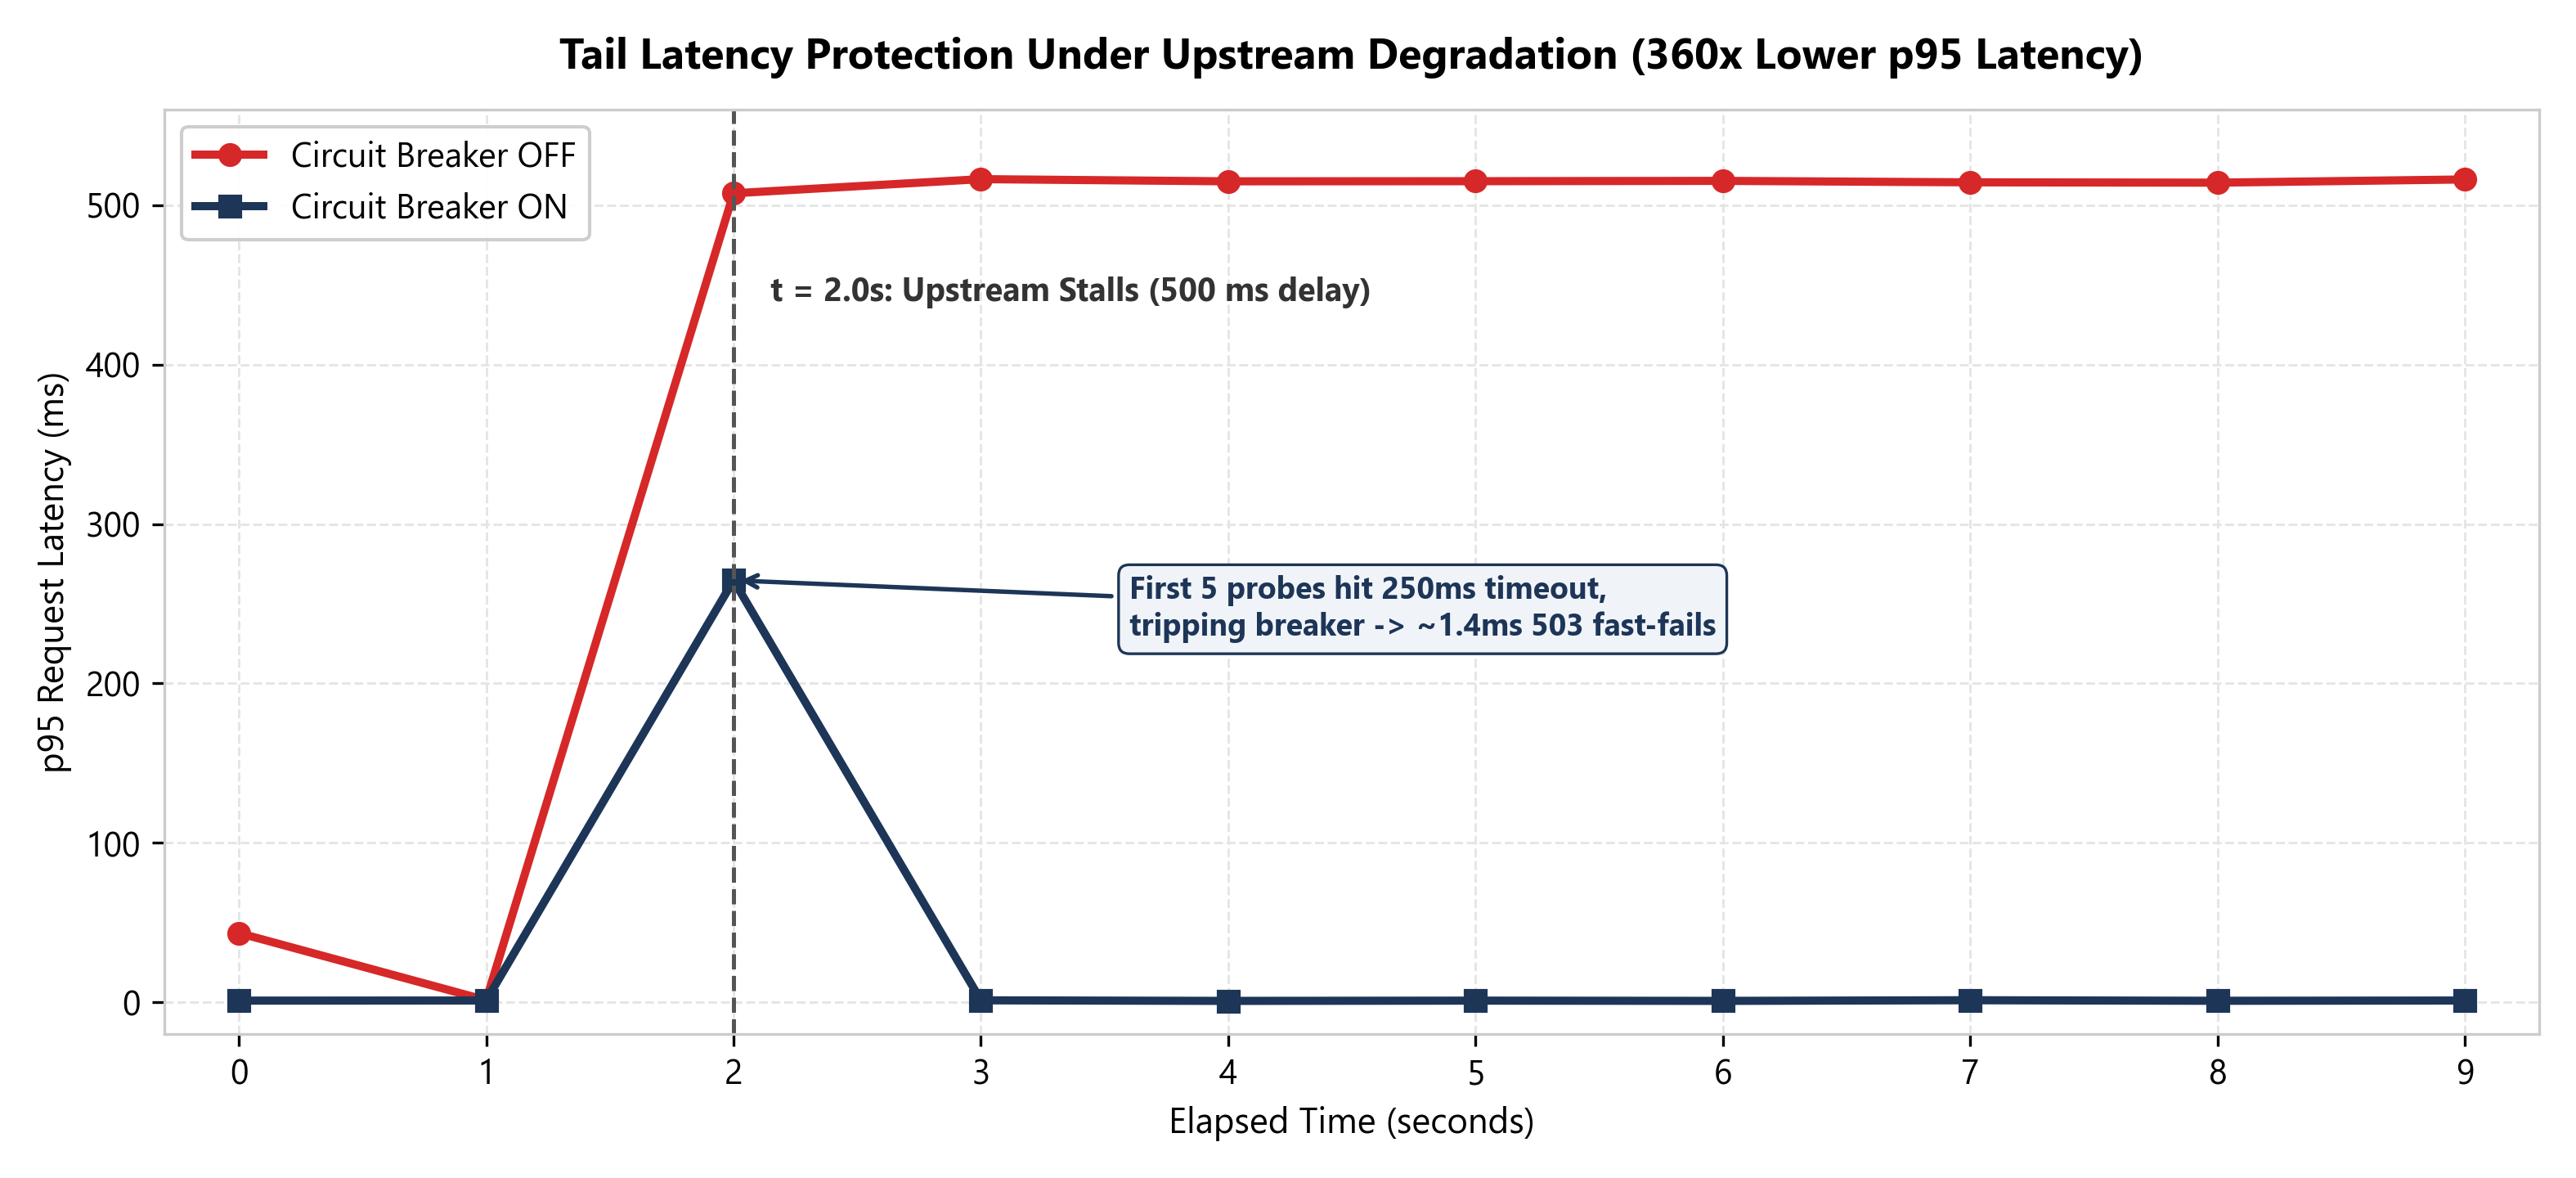 Tail Latency Protection Under Upstream Degradation (360x Lower p95 Latency)
Circuit Breaker OFF
Circuit Breaker ON
p95 Request Latency (ms)
500
400
300
200
100
0
t = 2.0s: Upstream Stalls (500 ms delay)
First 5 probes hit 250ms timeout,
tripping breaker -> ~1.4ms 503 fast-fails
0 1 2 3 4 5 6 7 8 9
Elapsed Time (seconds)